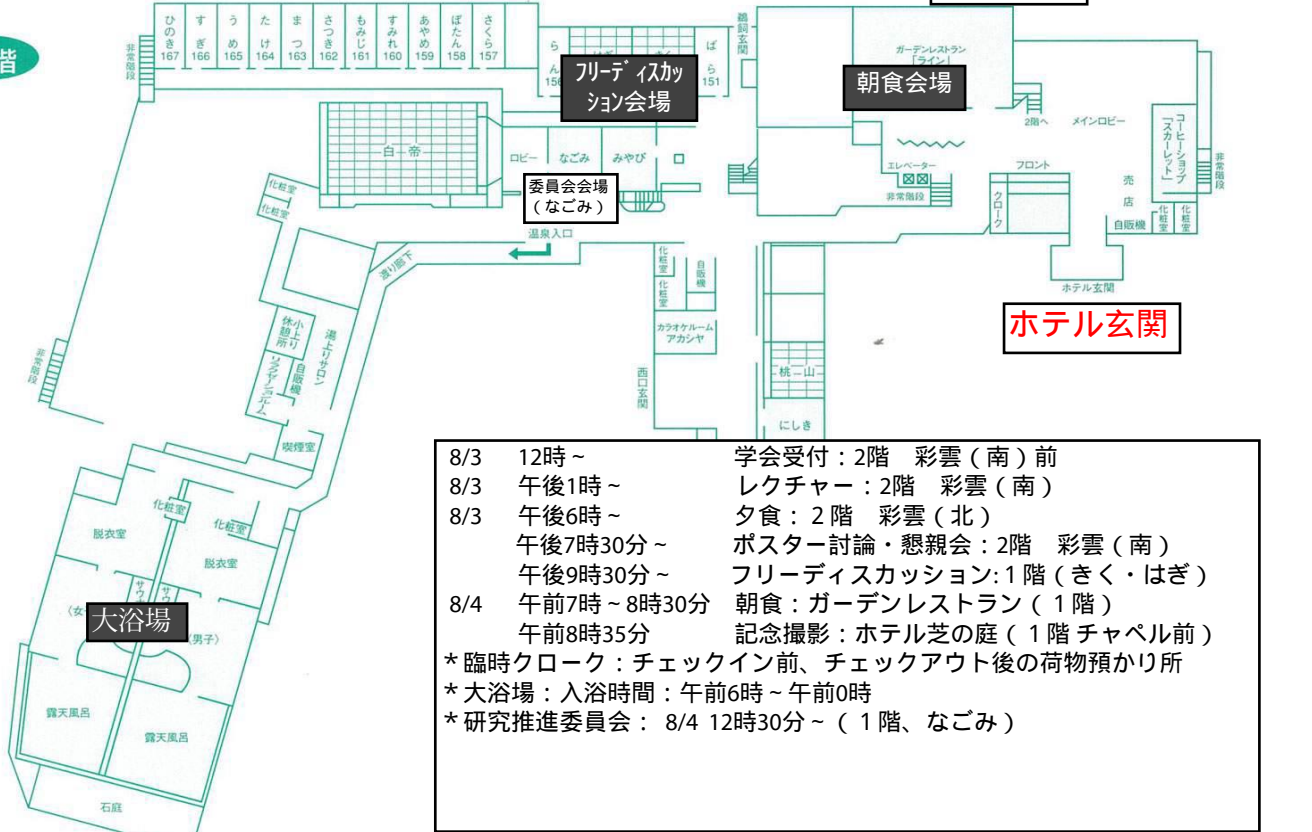 階
非常階段
ひのき
167
すぎ
166
うめ
165
たけ
164
まつ
163
さつき
162
もみじ
161
すみれ
160
あやめ
159
ぼたん
158
さくら
157
らん
156
フリーディスカッ
ション会場
ばら
151
鵜飼玄関
ガーデンレストラン
「ライン」
朝食会場
2階へ
メインロビー
コーヒーショップ
「スカーレット」
非常階段
白帝
ロビー
なごみ
みやび
エレベーター
非常階段
フロント
クローク
売店
自販機
化粧室
化粧室
化粧室
化粧室
委員会会場
(なごみ)
温泉入口
渡り廊下
化粧室
化粧室
自販機
カラオケルーム
アカシヤ
ホテル玄関
ホテル玄関
小上り
休憩所
湯上りサロン
自販機
リラクゼーションルーム
喫煙室
非常階段
西口玄関
桃山
にしき
化粧室
化粧室
脱衣室
脱衣室
大浴場
〈男子〉
露天風呂
露天風呂
石庭
8/3 12時~ 学会受付:2階 彩雲(南)前
8/3 午後1時~ レクチャー:2階 彩雲(南)
8/3 午後6時~ 夕食:2階 彩雲(北)
午後7時30分~ ポスター討論・懇親会:2階 彩雲(南)
午後9時30分~ フリーディスカッション:1階(きく・はぎ)
8/4 午前7時~8時30分 朝食:ガーデンレストラン(1階)
午前8時35分 記念撮影:ホテル芝の庭(1階 チャペル前)
*臨時クローク:チェックイン前、チェックアウト後の荷物預かり所
*大浴場:入浴時間:午前6時~午前0時
*研究推進委員会: 8/4 12時30分~(1階、なごみ)